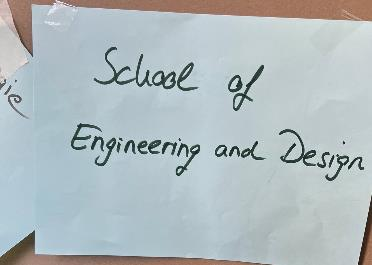 School of
Engineering and Design